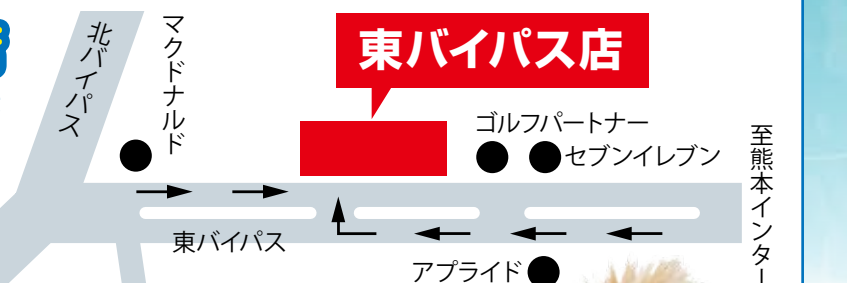 北バイパス
マクドナルド
東バイパス店
ゴルフパートナー
セブンイレブン
至熊本インター
東バイパス
アプライド